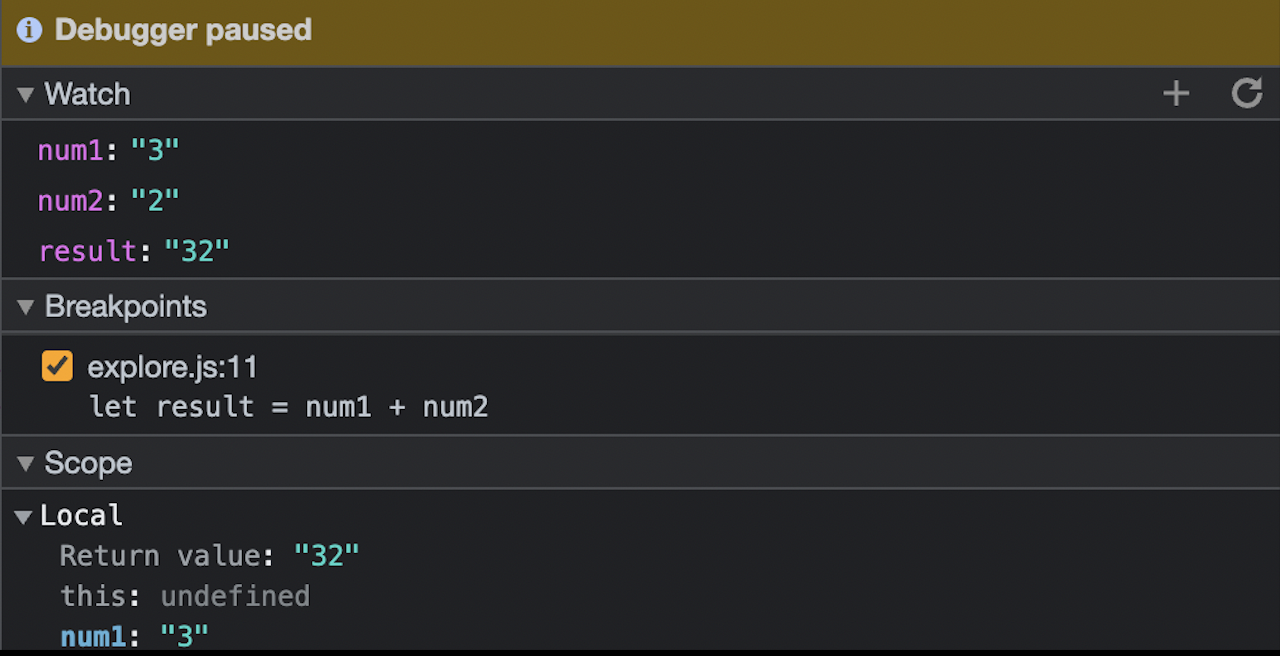 Debugger paused
Watch
num1: "3"
num2: "2"
result: "32"
Breakpoints
explore.js:11
let result = num1 + num2
Scope
Local
Return value: "32"
this: undefined
num1: "3"